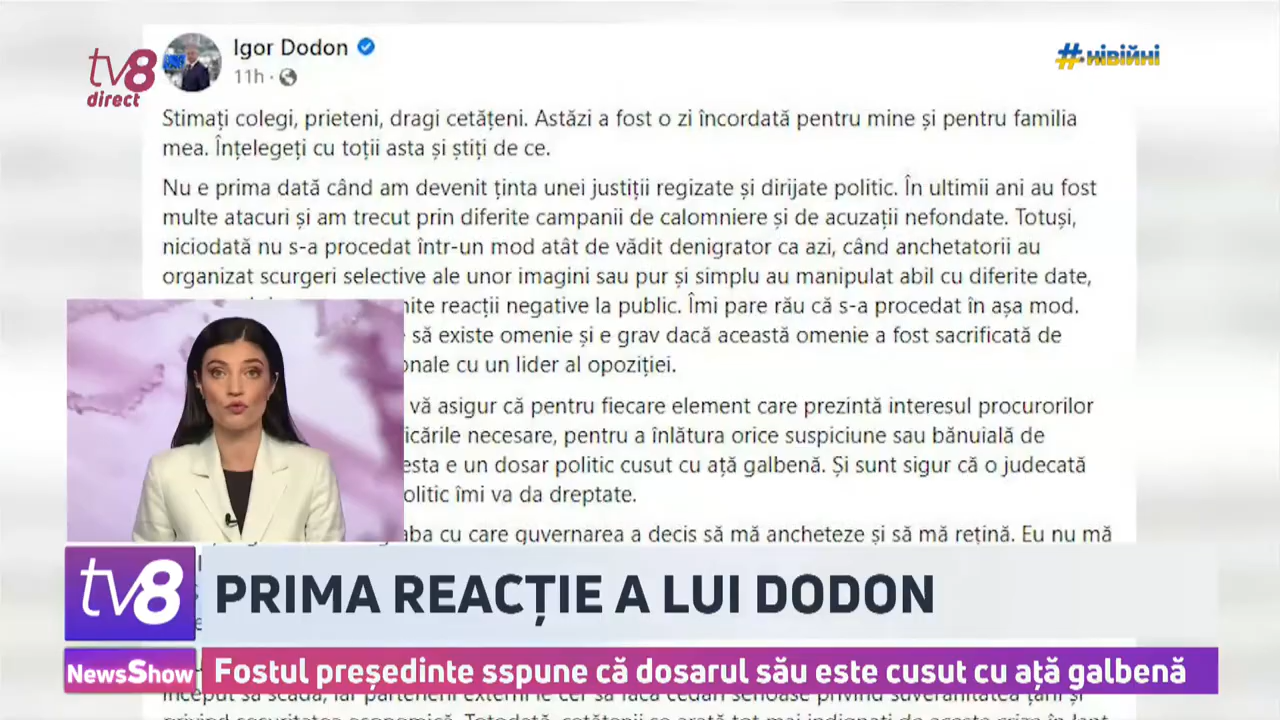 Igor Dodon
11h
tv8
direct
#нівійні
Stimați colegi, prieteni, dragi cetățeni. Astăzi a fost o zi încordată pentru mine și pentru familia
mea. Înțelegeți cu toții asta și știți de ce.
Nu e prima dată când am devenit ținta unei justiții regizate și dirijate politic. În ultimii ani au fost
multe atacuri și am trecut prin diferite campanii de calomniere și de acuzații nefondate. Totuși,
niciodată nu s-a procedat într-un mod atât de vădit denigrator ca azi, când anchetatorii au
organizat scurgeri selective ale unor imagini sau pur și simplu au manipulat abil cu diferite date,
reacții negative la public. Îmi pare rău că s-a procedat în așa mod.
să existe omenie și e grav dacă această omenie a fost sacrificată de
cu un lider al opoziției.
vă asigur că pentru fiecare element care prezintă interesul procurorilor
necesare, pentru a înlătura orice suspiciune sau bănuială de
e un dosar politic cusut cu ață galbenă. Și sunt sigur că o judecată
îmi va da dreptate.
cu care guvernarea a decis să mă ancheteze și să mă rețină. Eu nu mă
tv8
PRIMA REACȚIE A LUI DODON
NewsShow
Fostul președinte sspune că dosarul său este cusut cu ață galbenă